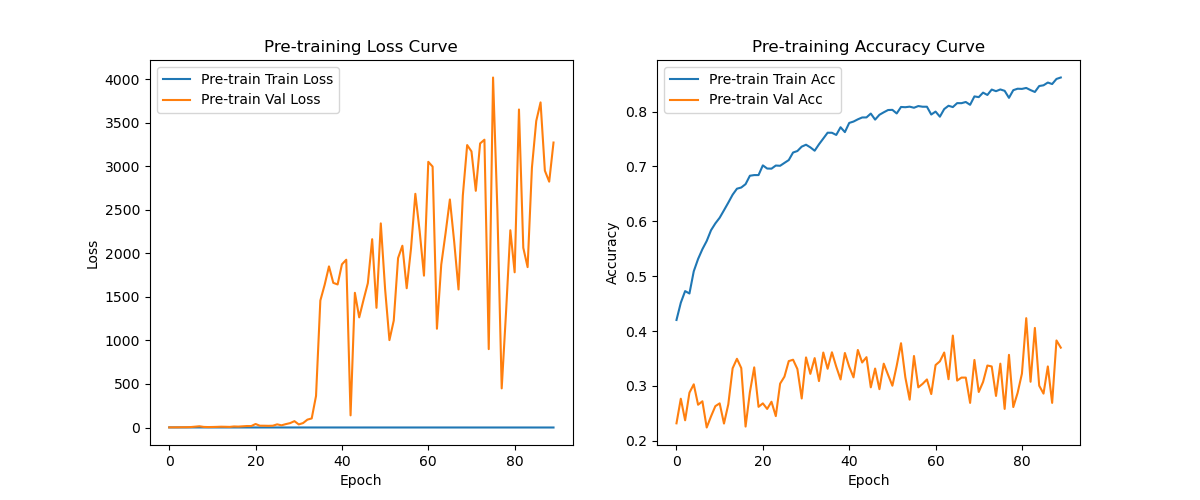 Pre-training Loss Curve
Pre-train Train Loss
Pre-train Val Loss
4000
3500
3000
2500
2000
1500
1000
500
0
Loss
0 20 40 60 80
Epoch
Pre-training Accuracy Curve
Pre-train Train Acc
Pre-train Val Acc
0.8
0.7
0.6
0.5
0.4
0.3
0.2
Accuracy
0 20 40 60 80
Epoch